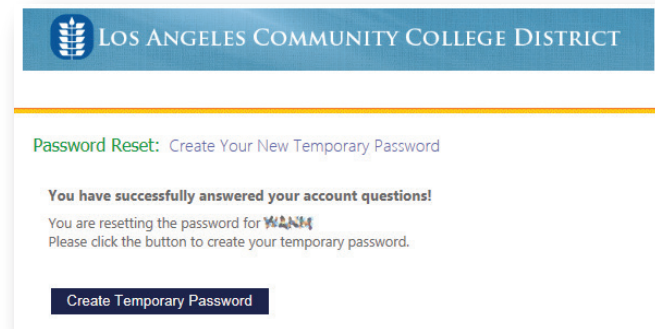 LOS ANGELES COMMUNITY COLLEGE DISTRICT
Password Reset: Create Your New Temporary Password
You have successfully answered your account questions!
You are resetting the password for
Please click the button to create your temporary password.
Create Temporary Password